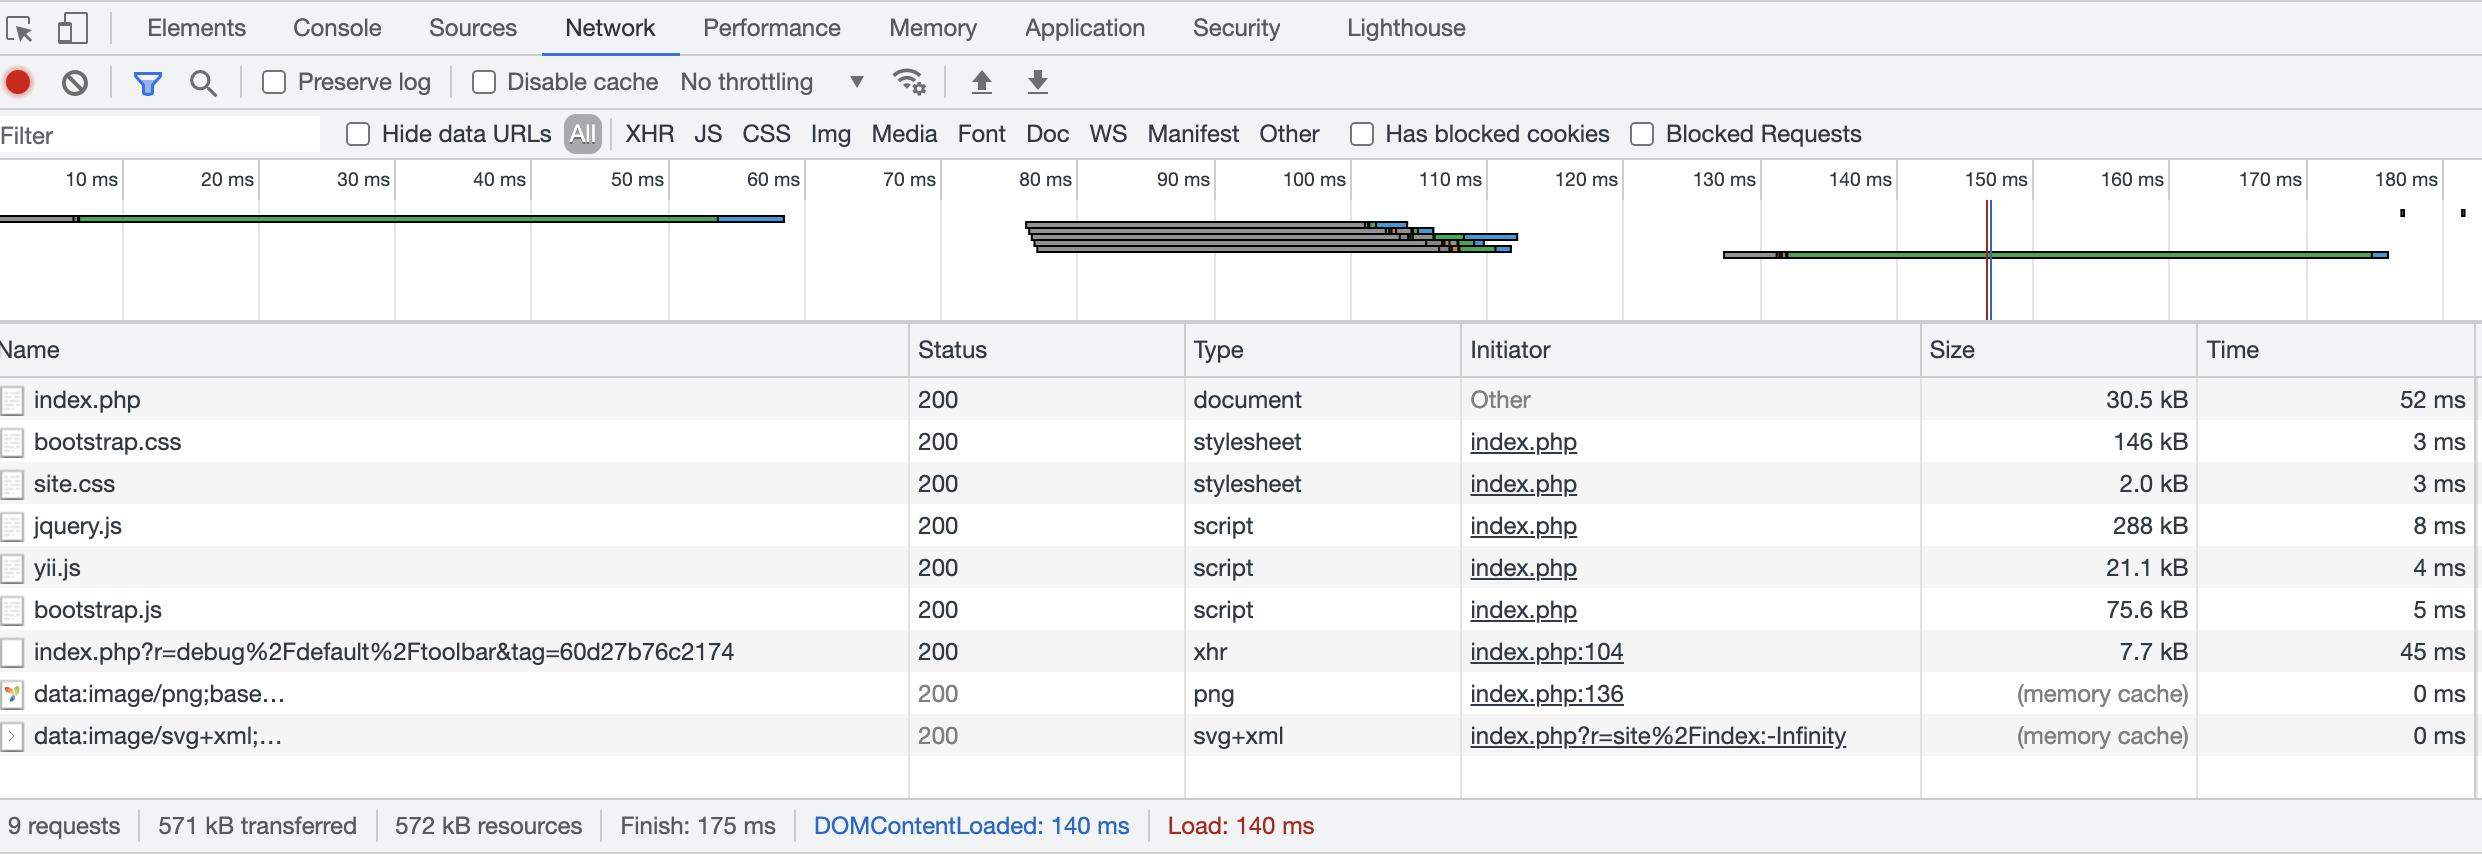 Elements Console Sources Network Performance Memory Application Security Lighthouse
Preserve log Disable cache No throttling
Filter Hide data URLs All XHR JS CSS Img Media Font Doc WS Manifest Other Has blocked cookies Blocked Requests
10 ms 20 ms 30 ms 40 ms 50 ms 60 ms 70 ms 80 ms 90 ms 100 ms 110 ms 120 ms 130 ms 140 ms 150 ms 160 ms 170 ms 180 ms
Name Status Type Initiator Size Time
index.php 200 document Other 30.5 kB 52 ms
bootstrap.css 200 stylesheet index.php 146 kB 3 ms
site.css 200 stylesheet index.php 2.0 kB 3 ms
jquery.js 200 script index.php 288 kB 8 ms
yii.js 200 script index.php 21.1 kB 4 ms
bootstrap.js 200 script index.php 75.6 kB 5 ms
index.php?r=debug%2Fdefault%2Ftoolbar&tag=60d27b76c2174 200 xhr index.php:104 7.7 kB 45 ms
data:image/png;base… 200 png index.php:136 (memory cache) 0 ms
data:image/svg+xml;… 200 svg+xml index.php?r=site%2Findex:-Infinity (memory cache) 0 ms
9 requests 571 kB transferred 572 kB resources Finish: 175 ms DOMContentLoaded: 140 ms Load: 140 ms